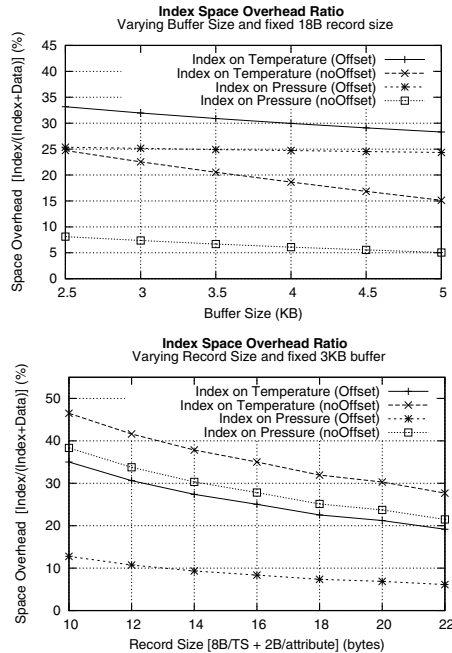 Index Space Overhead Ratio
Varying Buffer Size and fixed 18B record size
Space Overhead [Index/(Index+Data)] (%)
45
40
35
30
25
20
15
10
5
0
Index on Temperature (Offset)
Index on Temperature (noOffset)
Index on Pressure (Offset)
Index on Pressure (noOffset)
2.5 3 3.5 4 4.5 5
Buffer Size (KB)
Index Space Overhead Ratio
Varying Record Size and fixed 3KB buffer
Space Overhead [Index/(Index+Data)] (%)
50
40
30
20
10
0
Index on Temperature (Offset)
Index on Temperature (noOffset)
Index on Pressure (Offset)
Index on Pressure (noOffset)
10 12 14 16 18 20 22
Record Size [8B/TS + 2B/attribute] (bytes)